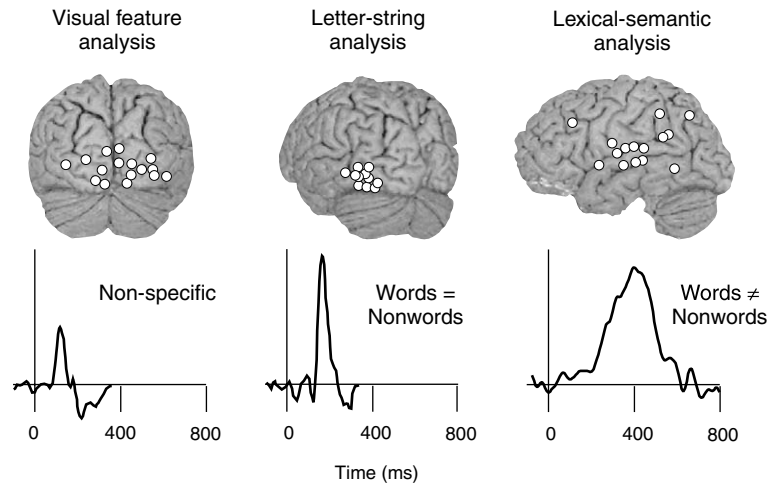 Visual feature
analysis
Letter-string
analysis
Lexical-semantic
analysis
Non-specific
Words =
Nonwords
Words ≠
Nonwords
0
400
800
0
400
800
0
400
800
Time (ms)